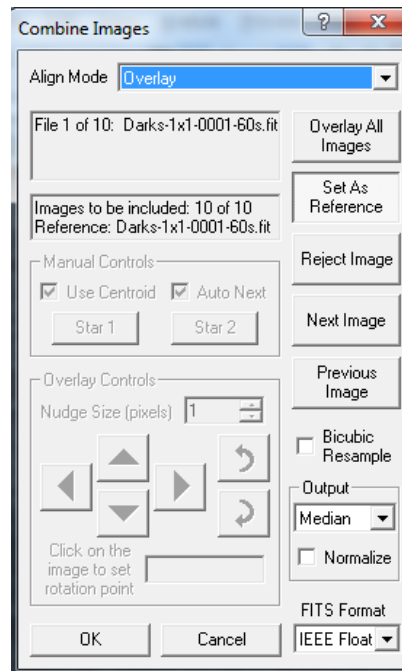 Combine Images
?
X
Align Mode Overlay
File 1 of 10: Darks-1x1-0001-60s.fit
Overlay All
Images
Images to be included: 10 of 10
Reference: Darks-1x1-0001-60s.fit
Set As
Reference
Manual Controls
Use Centroid
Auto Next
Star 1
Star 2
Reject Image
Next Image
Previous
Image
Overlay Controls
Nudge Size (pixels) 1
Click on the
image to set
rotation point
Bicubic
Resample
Output
Median
Normalize
FITS Format
IEEE Float
OK
Cancel